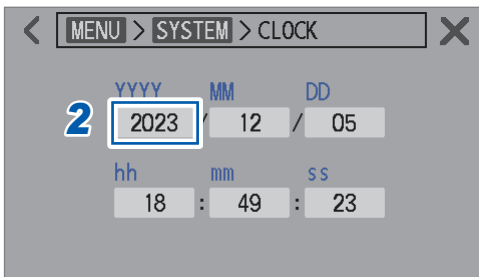 MENU > SYSTEM > CLOCK
YYYY MM DD
2 2023 / 12 / 05
hh mm ss
18 : 49 : 23